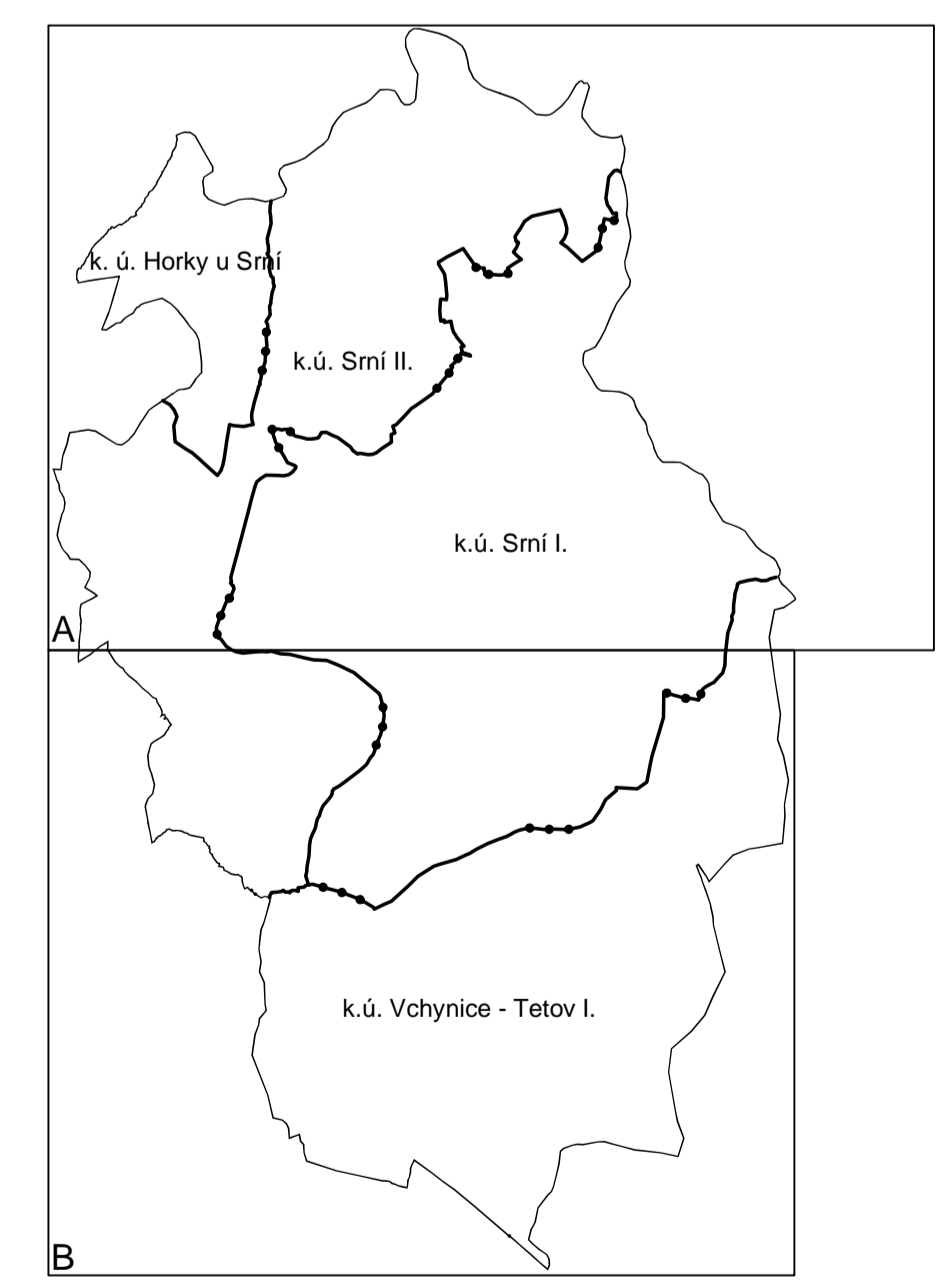 k. ú. Horky u Srní
k.ú. Srní II.
k.ú. Srní I.
A
k.ú. Vchynice - Tetov I.
B